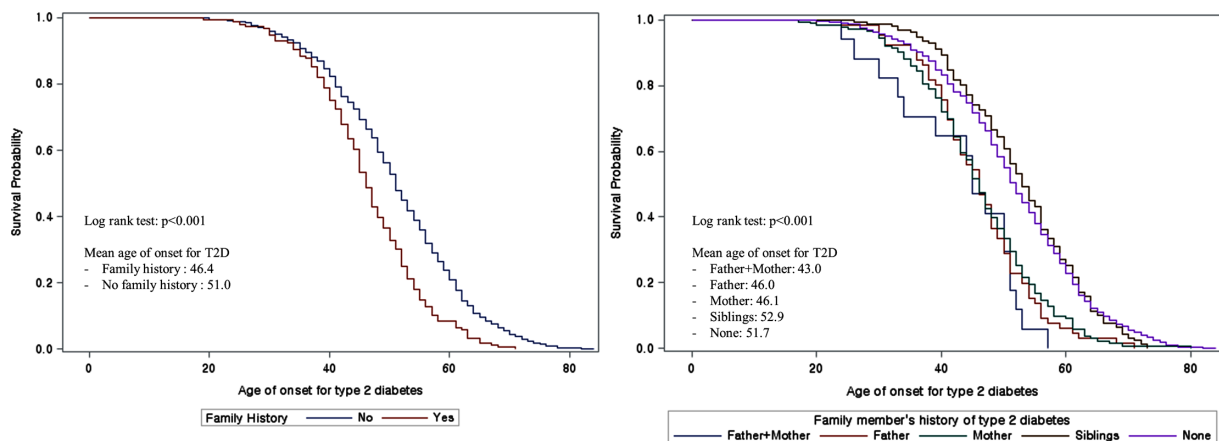 1.0
0.8
0.6
0.4
0.2
0.0
Survival Probability
Log rank test: p<0.001
Mean age of onset for T2D
- Family history : 46.4
- No family history : 51.0
0 20 40 60 80
Age of onset for type 2 diabetes
Family History No Yes
1.0
0.8
0.6
0.4
0.2
0.0
Survival Probability
Log rank test: p<0.001
Mean age of onset for T2D
- Father+Mother: 43.0
- Father: 46.0
- Mother: 46.1
- Siblings: 52.9
- None: 51.7
0 20 40 60 80
Age of onset for type 2 diabetes
Family member's history of type 2 diabetes
Father+Mother Father Mother Siblings None